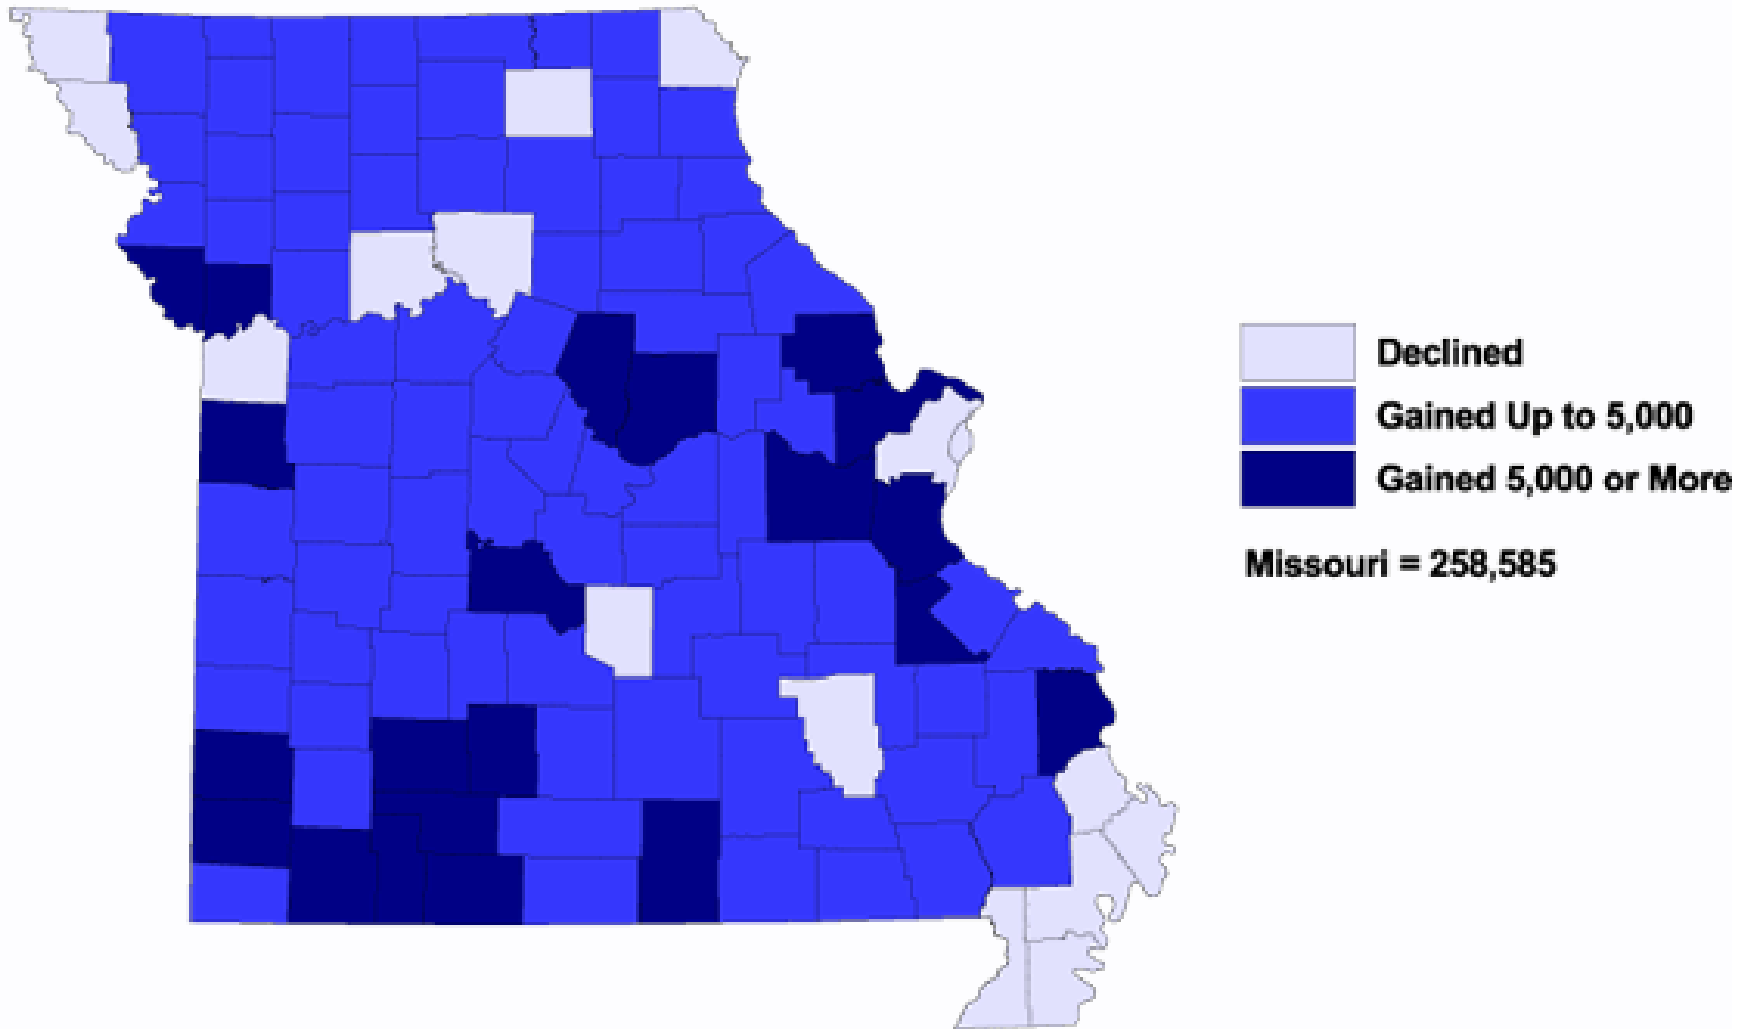 Declined
Gained Up to 5,000
Gained 5,000 or More
Missouri = 258,585